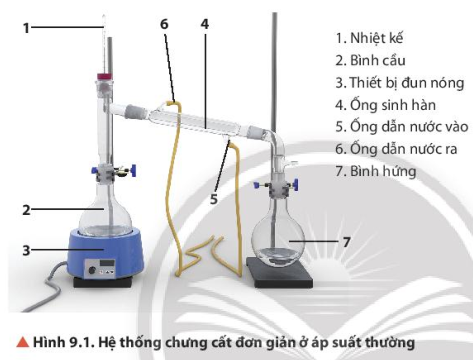 1
6
4
1. Nhiệt kế
2. Bình cầu
3. Thiết bị đun nóng
4. Ống sinh hàn
5. Ống dẫn nước vào
6. Ống dẫn nước ra
7. Bình hứng
2
5
3
7
▲ Hình 9.1. Hệ thống chưng cất đơn giản ở áp suất thường